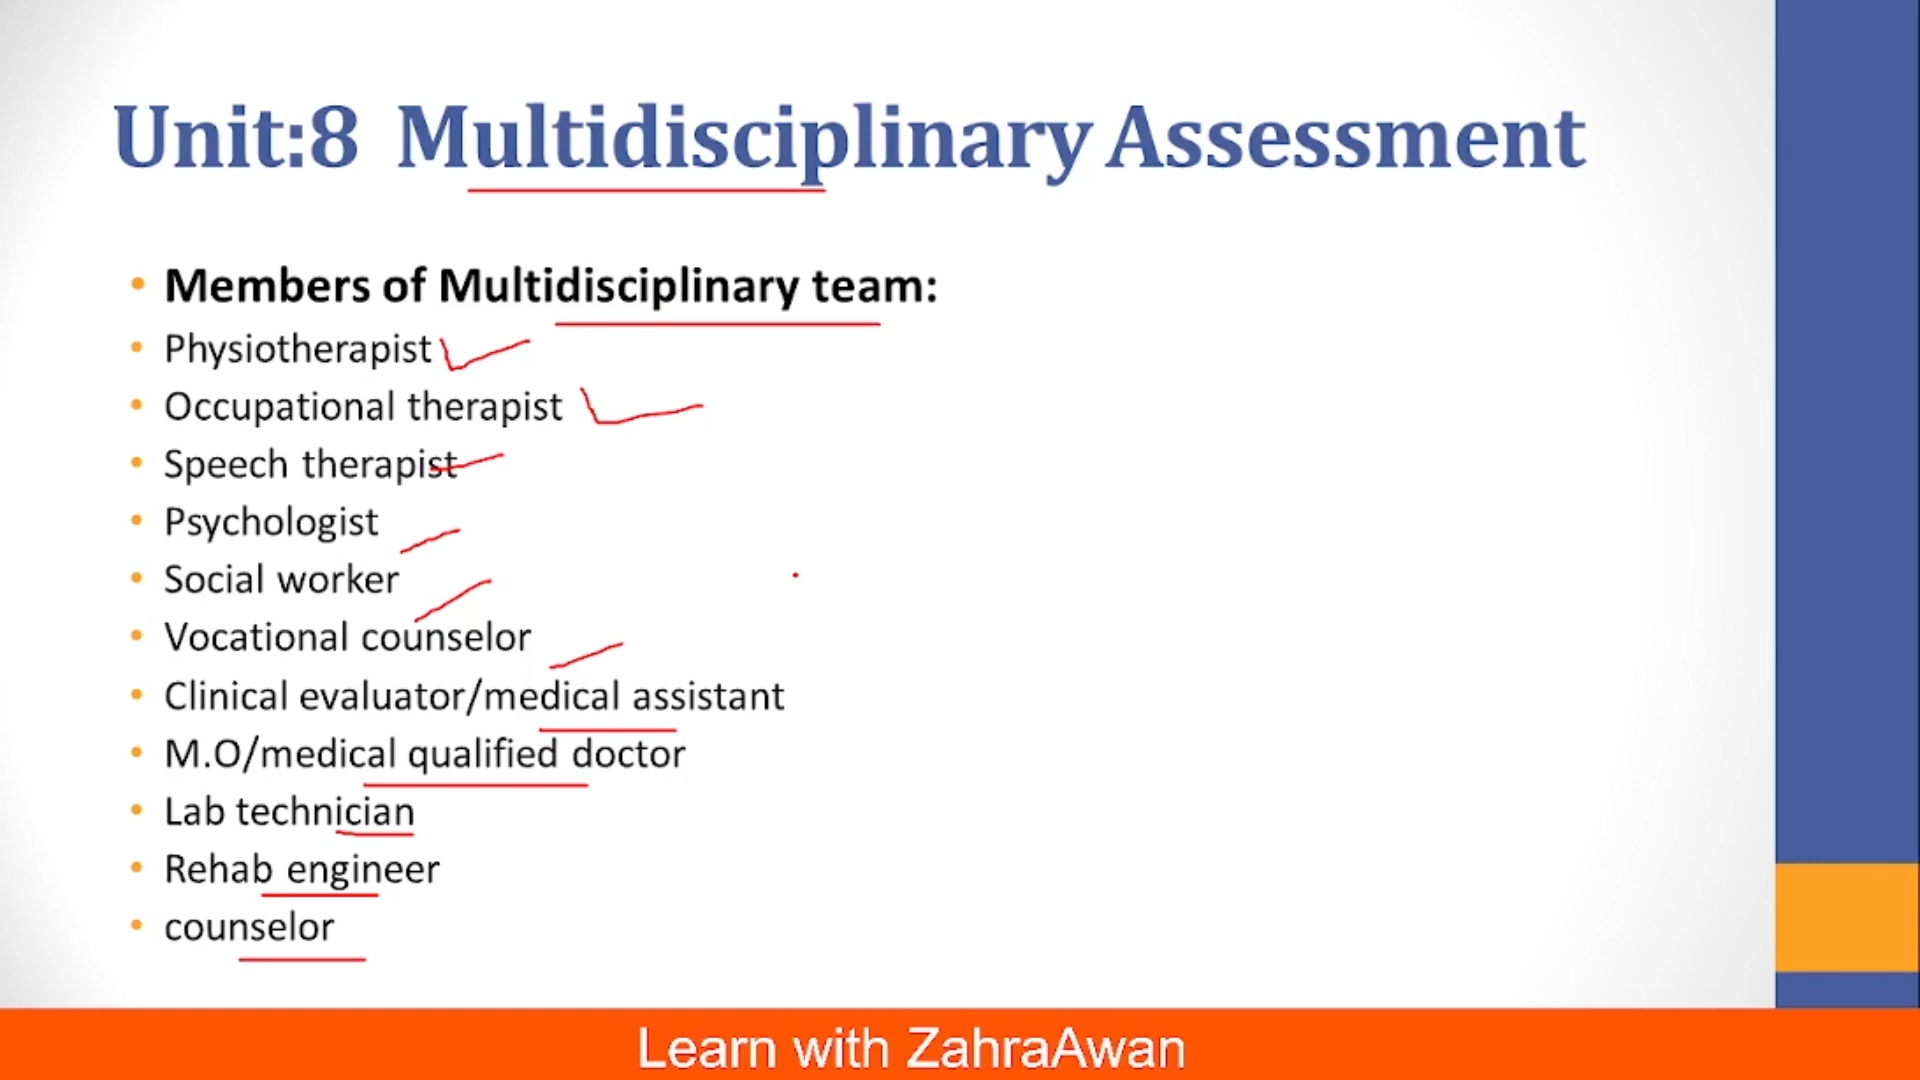 Unit:8 Multidisciplinary Assessment
• Members of Multidisciplinary team:
• Physiotherapist
• Occupational therapist
• Speech therapist
• Psychologist
• Social worker
• Vocational counselor
• Clinical evaluator/medical assistant
• M.O/medical qualified doctor
• Lab technician
• Rehab engineer
• counselor
Learn with ZahraAwan